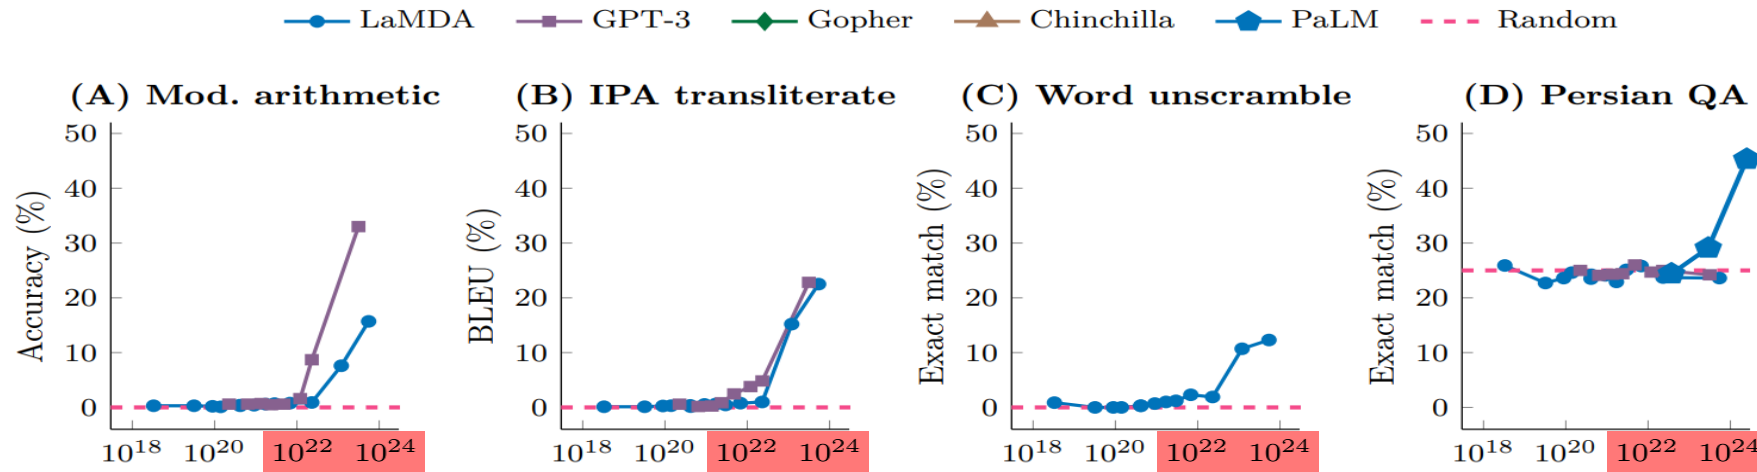 LaMDA GPT-3 Gopher Chinchilla PaLM Random
(A) Mod. arithmetic
Accuracy (%)
50
40
30
20
10
0
10^18 10^20 10^22 10^24
(B) IPA transliterate
BLEU (%)
50
40
30
20
10
0
10^18 10^20 10^22 10^24
(C) Word unscramble
Exact match (%)
50
40
30
20
10
0
10^18 10^20 10^22 10^24
(D) Persian QA
Exact match (%)
50
40
30
20
10
0
10^18 10^20 10^22 10^24